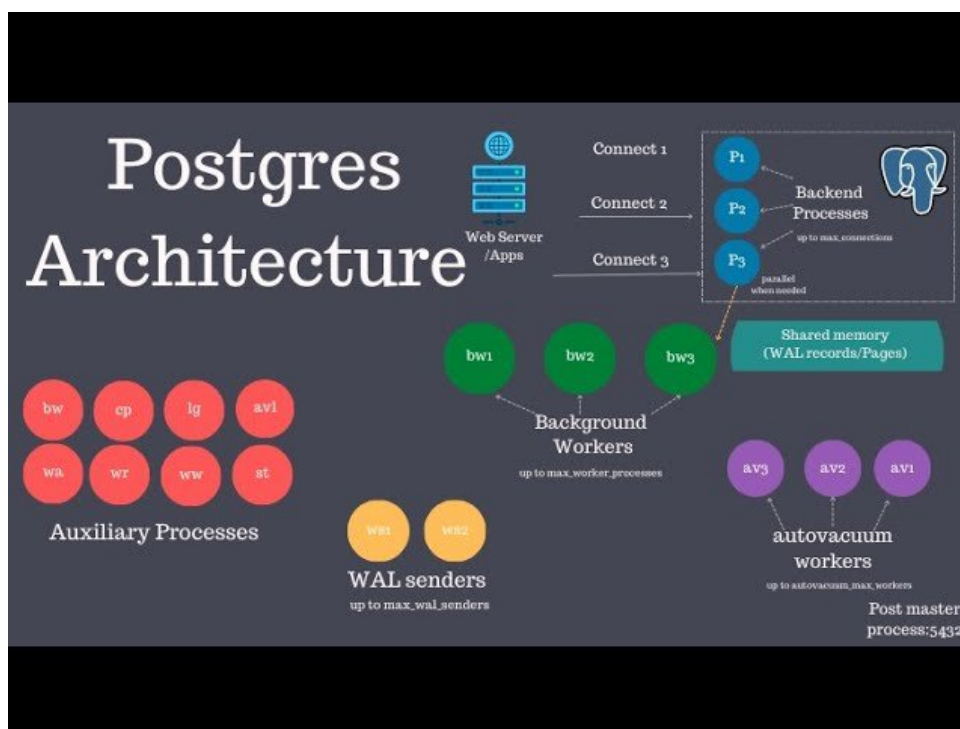 Postgres
Architecture
Web Server
/Apps
Connect 1
Connect 2
Connect 3
P1
P2
P3
Backend
Processes
up to max_connections
parallel
when needed
Shared memory
(WAL records/Pages)
bw1
bw2
bw3
Background
Workers
up to max_worker_processes
bw
cp
lg
avl
wa
wr
ww
st
Auxiliary Processes
ws1
ws2
WAL senders
up to max_wal_senders
av3
av2
av1
autovacuum
workers
up to autovacuum_max_workers
Post master
process:5432